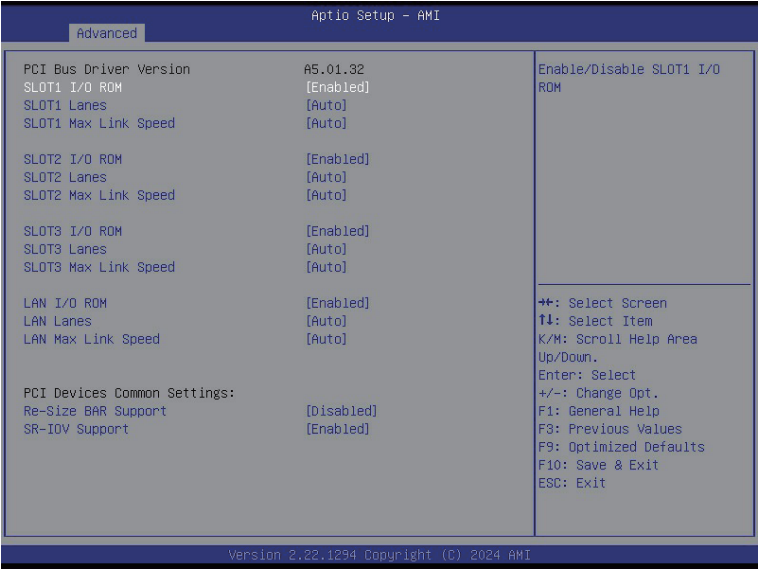 Aptio Setup – AMI
Advanced
PCI Bus Driver Version A5.01.32
SLOT1 I/O ROM [Enabled]
SLOT1 Lanes [Auto]
SLOT1 Max Link Speed [Auto]
SLOT2 I/O ROM [Enabled]
SLOT2 Lanes [Auto]
SLOT2 Max Link Speed [Auto]
SLOT3 I/O ROM [Enabled]
SLOT3 Lanes [Auto]
SLOT3 Max Link Speed [Auto]
LAN I/O ROM [Enabled]
LAN Lanes [Auto]
LAN Max Link Speed [Auto]
PCI Devices Common Settings:
Re-Size BAR Support [Disabled]
SR-IOV Support [Enabled]
Enable/Disable SLOT1 I/O
ROM
→←: Select Screen
↑↓: Select Item
K/M: Scroll Help Area
Up/Down.
Enter: Select
+/-: Change Opt.
F1: General Help
F3: Previous Values
F9: Optimized Defaults
F10: Save & Exit
ESC: Exit
Version 2.22.1294 Copyright (C) 2024 AMI